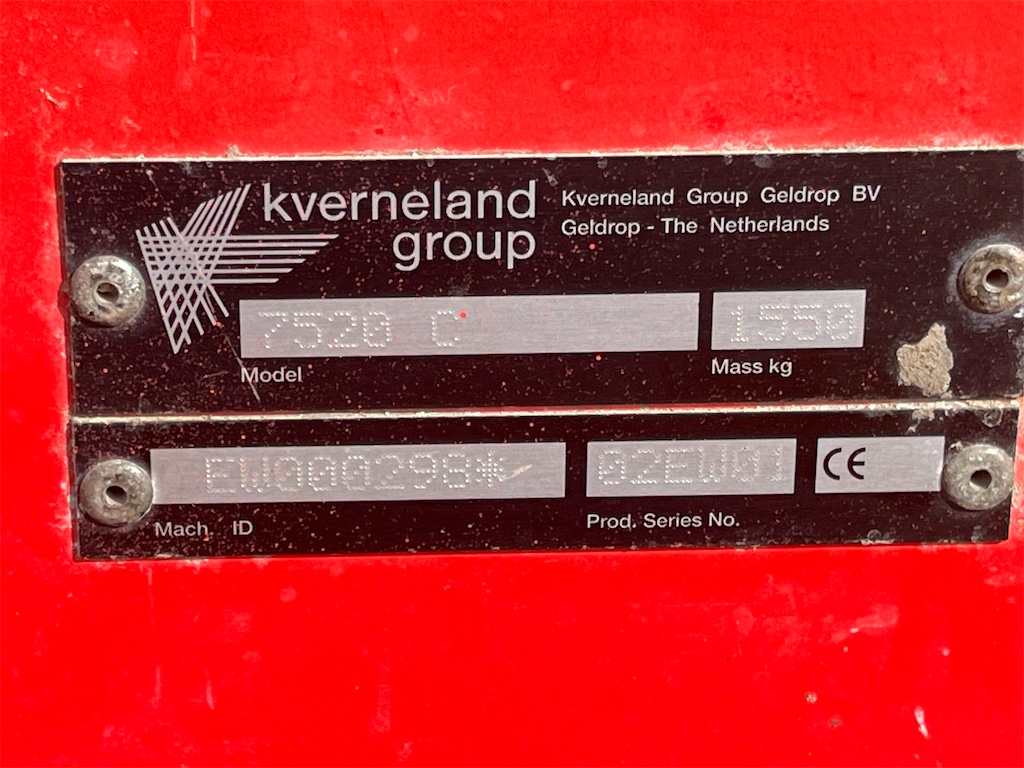 kverneland
group
Kverneland Group Geldrop BV
Geldrop - The Netherlands
7520 C
1550
Model
Mass kg
EW000298*
02EW01
CE
Mach. ID
Prod. Series No.